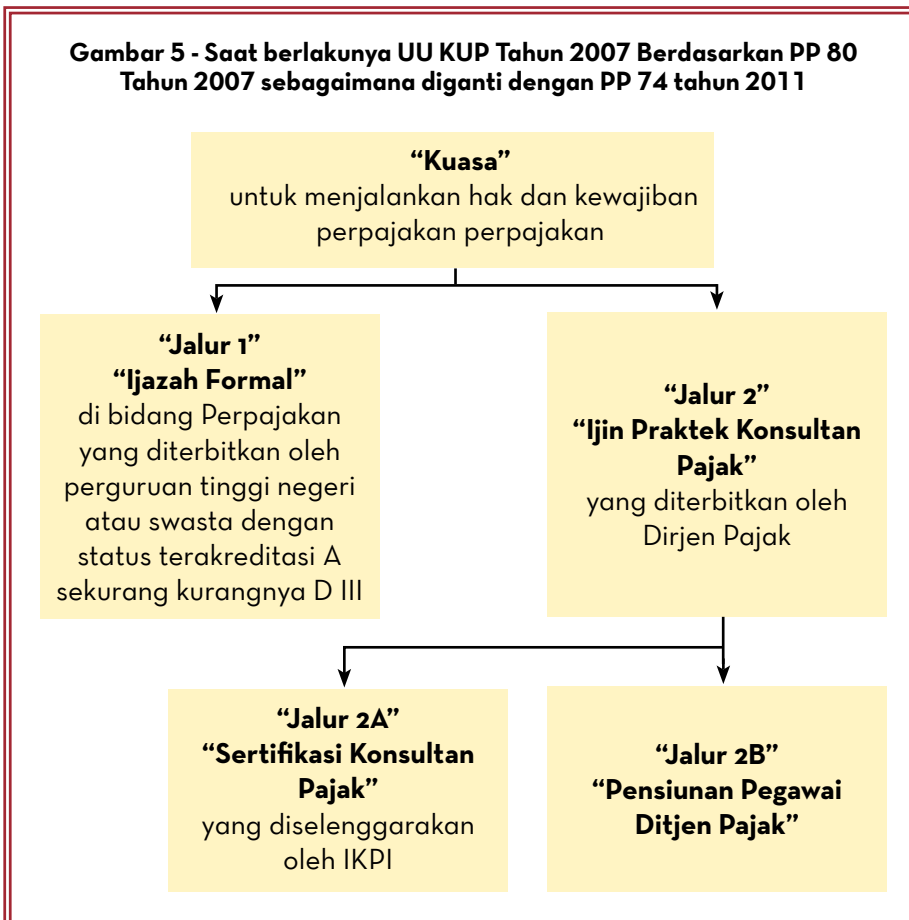 Gambar 5 - Saat berlakunya UU KUP Tahun 2007 Berdasarkan PP 80
Tahun 2007 sebagaimana diganti dengan PP 74 tahun 2011
“Kuasa”
untuk menjalankan hak dan kewajiban
perpajakan perpajakan
“Jalur 1”
“Ijazah Formal”
di bidang Perpajakan
yang diterbitkan oleh
perguruan tinggi negeri
atau swasta dengan
status terakreditasi A
sekurang kurangnya D III
“Jalur 2”
“Ijin Praktek Konsultan
Pajak”
yang diterbitkan oleh
Dirjen Pajak
“Jalur 2A”
“Sertifikasi Konsultan
Pajak”
yang diselenggarakan
oleh IKPI
“Jalur 2B”
“Pensiunan Pegawai
Ditjen Pajak”